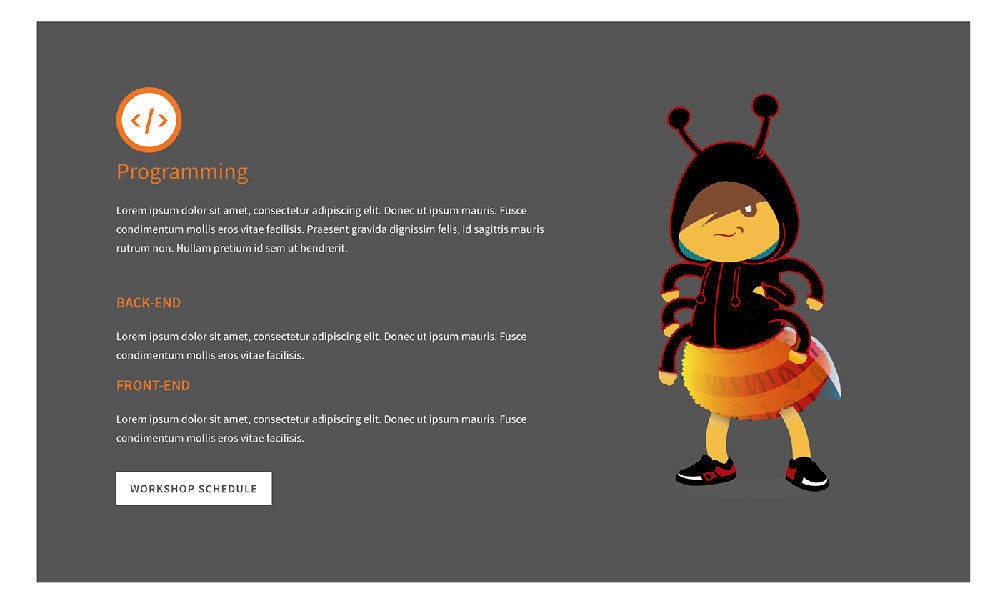 </>
Programming
Lorem ipsum dolor sit amet, consectetur adipiscing elit. Donec ut ipsum mauris. Fusce
condimentum mollis eros vitae facilisis. Praesent gravida dignissim felis, id sagittis mauris
rutrum non. Nullam pretium id sem ut hendrerit.
BACK-END
Lorem ipsum dolor sit amet, consectetur adipiscing elit. Donec ut ipsum mauris. Fusce
condimentum mollis eros vitae facilisis.
FRONT-END
Lorem ipsum dolor sit amet, consectetur adipiscing elit. Donec ut ipsum mauris. Fusce
condimentum mollis eros vitae facilisis.
WORKSHOP SCHEDULE